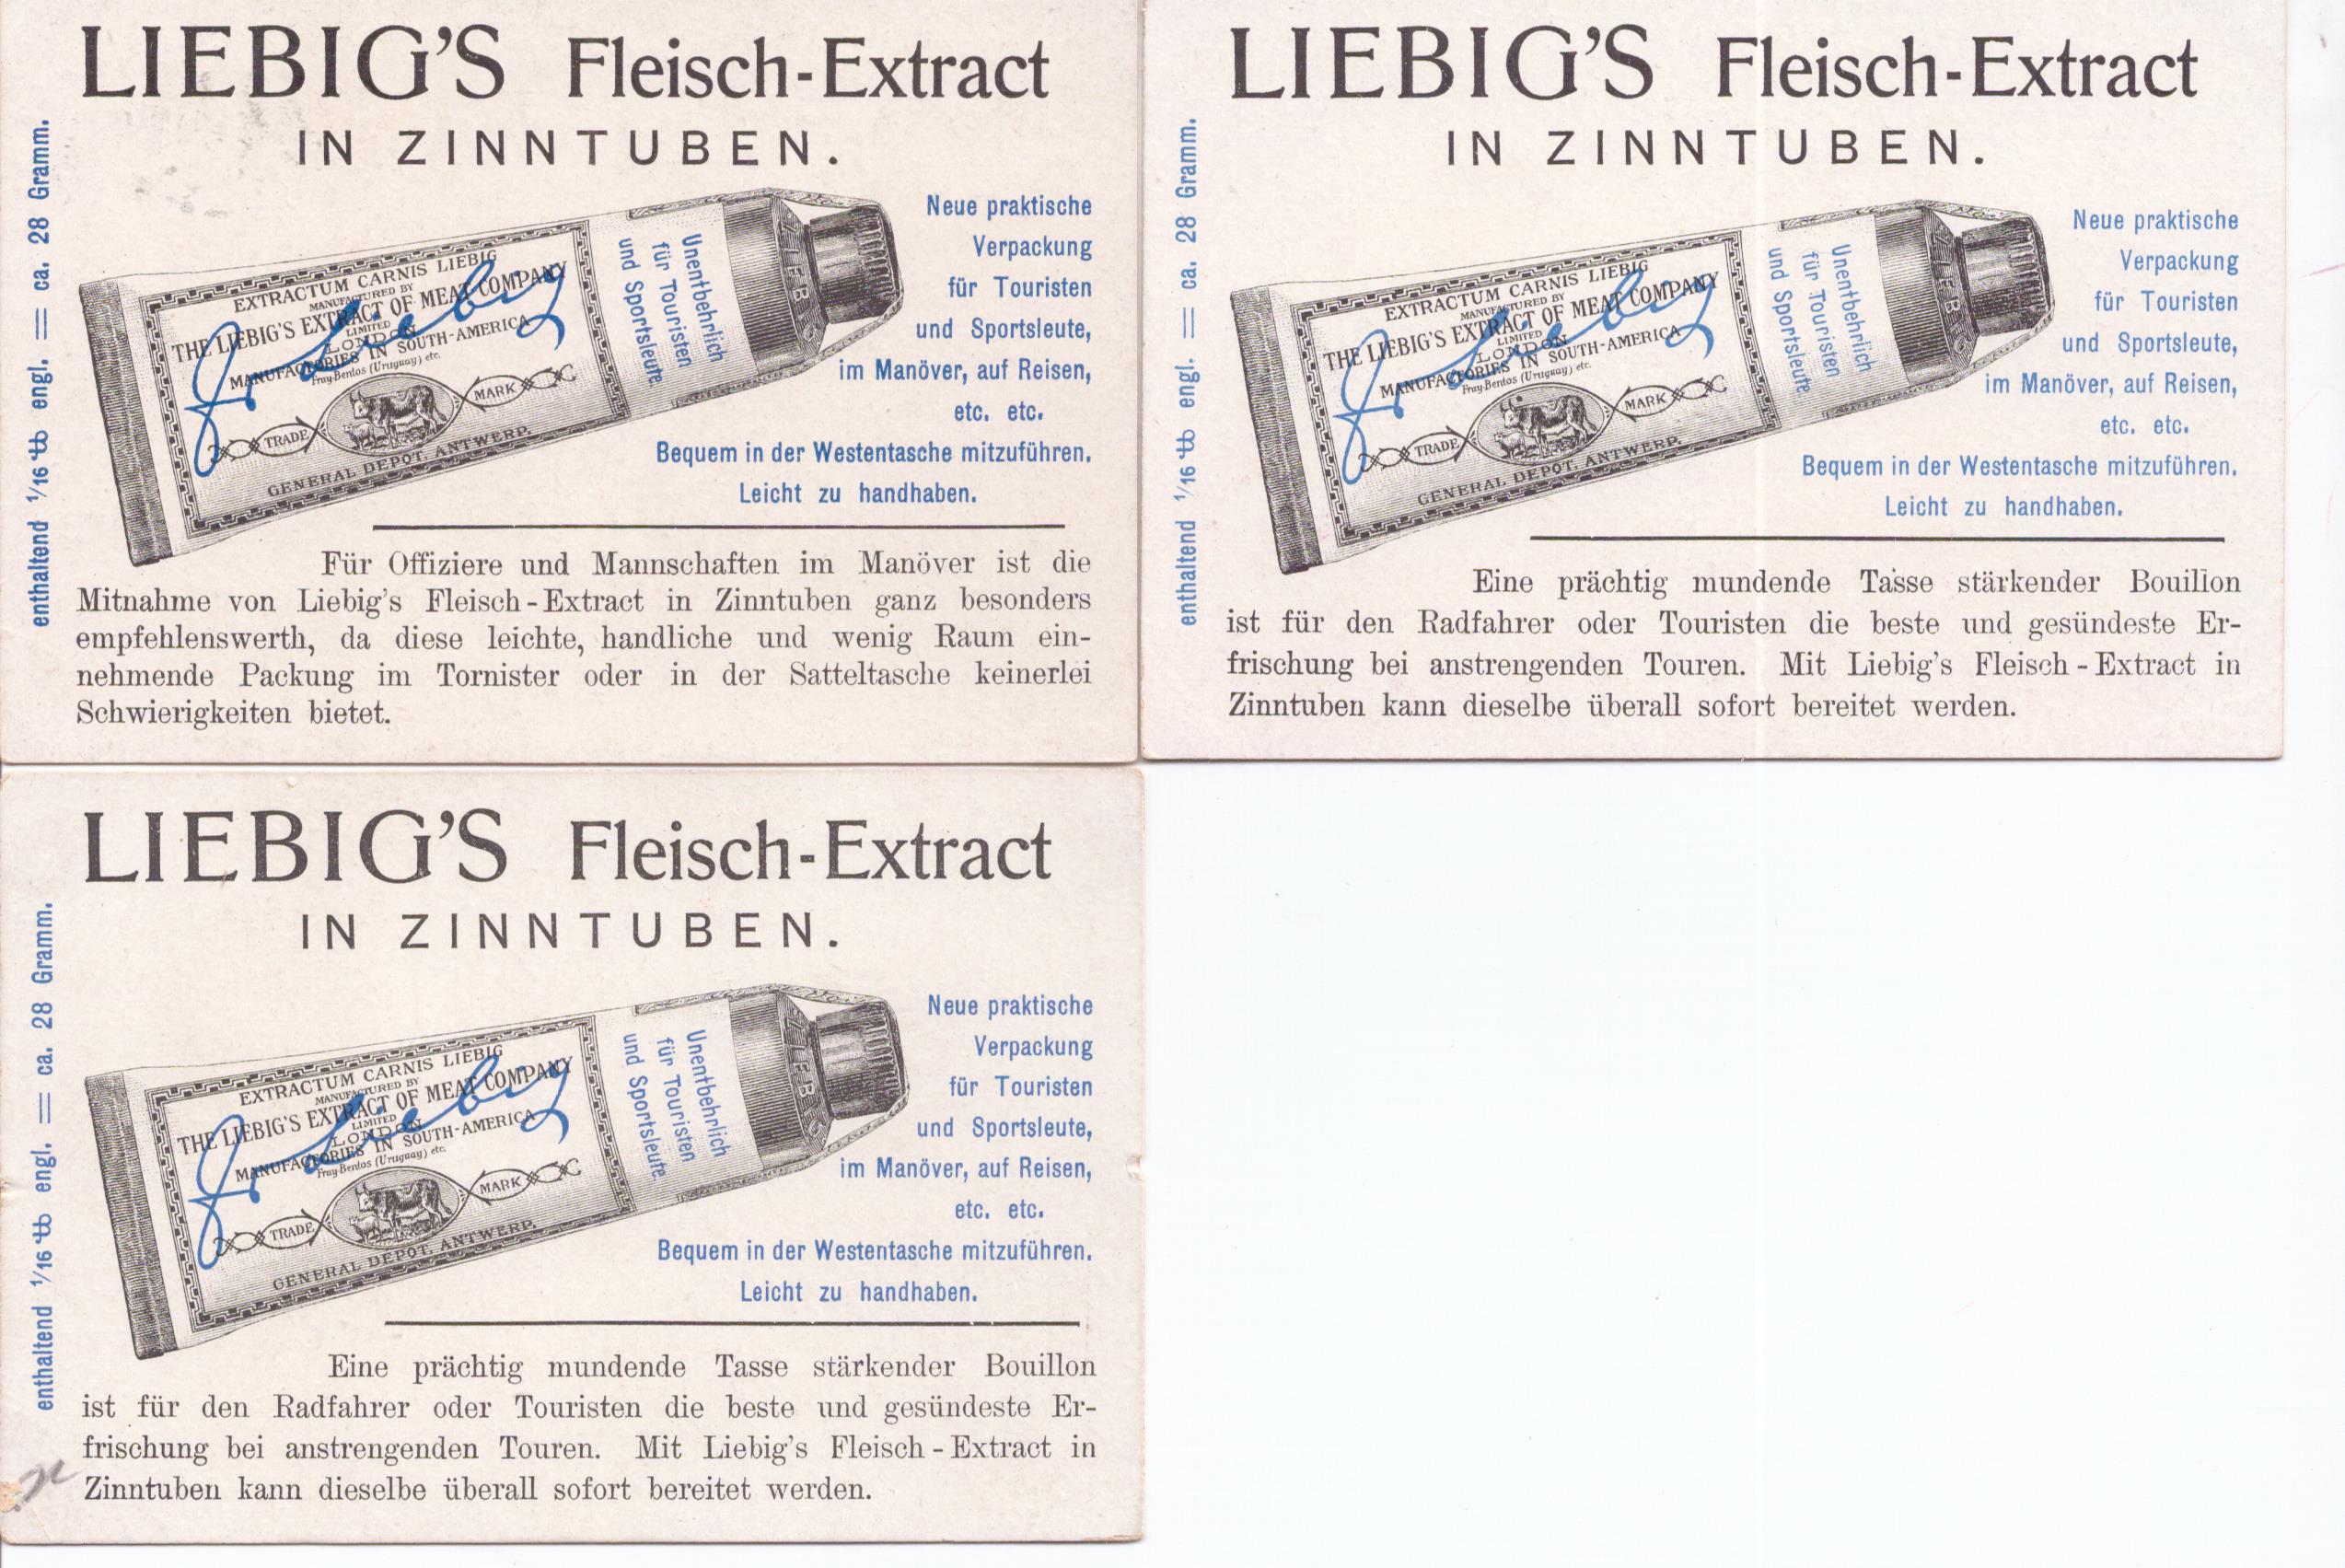 LIEBIG'S Fleisch-Extract
IN ZINNTUBEN.
enthaltend 1/16 ℔ engl. = ca. 28 Gramm.
EXTRACTUM CARNIS LIEBIG
MANUFACTURED BY
THE LIEBIG'S EXTRACT OF MEAT COMPANY
LIMITED
LONDON
MANUFACTORIES IN SOUTH-AMERICA
Fray-Bentos (Uruguay) etc.
J Liebig
TRADE MARK
GENERAL DEPOT, ANTWERP.
Unentbehrlich
für Touristen
und Sportsleute.
LIEBIG
Neue praktische
Verpackung
für Touristen
und Sportsleute,
im Manöver, auf Reisen,
etc. etc.
Bequem in der Westentasche mitzuführen.
Leicht zu handhaben.
Für Offiziere und Mannschaften im Manöver ist die
Mitnahme von Liebig's Fleisch-Extract in Zinntuben ganz besonders
empfehlenswerth, da diese leichte, handliche und wenig Raum ein-
nehmende Packung im Tornister oder in der Satteltasche keinerlei
Schwierigkeiten bietet.
LIEBIG'S Fleisch-Extract
IN ZINNTUBEN.
enthaltend 1/16 ℔ engl. = ca. 28 Gramm.
EXTRACTUM CARNIS LIEBIG
MANUFACTURED BY
THE LIEBIG'S EXTRACT OF MEAT COMPANY
LIMITED
LONDON
MANUFACTORIES IN SOUTH-AMERICA
Fray-Bentos (Uruguay) etc.
J Liebig
TRADE MARK
GENERAL DEPOT, ANTWERP.
Unentbehrlich
für Touristen
und Sportsleute
LIEBIG
Neue praktische
Verpackung
für Touristen
und Sportsleute,
im Manöver, auf Reisen,
etc. etc.
Bequem in der Westentasche mitzuführen.
Leicht zu handhaben.
Eine prächtig mundende Tasse stärkender Bouillon
ist für den Radfahrer oder Touristen die beste und gesündeste Er-
frischung bei anstrengenden Touren. Mit Liebig's Fleisch-Extract in
Zinntuben kann dieselbe überall sofort bereitet werden.
LIEBIG'S Fleisch-Extract
IN ZINNTUBEN.
enthaltend 1/16 ℔ engl. = ca. 28 Gramm.
EXTRACTUM CARNIS LIEBIG
MANUFACTURED BY
THE LIEBIG'S EXTRACT OF MEAT COMPANY
LIMITED
LONDON
MANUFACTORIES IN SOUTH-AMERICA
Fray-Bentos (Uruguay) etc.
J Liebig
TRADE MARK
GENERAL DEPOT, ANTWERP.
Unentbehrlich
für Touristen
und Sportsleute.
LIEBIG
Neue praktische
Verpackung
für Touristen
und Sportsleute,
im Manöver, auf Reisen,
etc. etc.
Bequem in der Westentasche mitzuführen.
Leicht zu handhaben.
Eine prächtig mundende Tasse stärkender Bouillon
ist für den Radfahrer oder Touristen die beste und gesündeste Er-
frischung bei anstrengenden Touren. Mit Liebig's Fleisch-Extract in
Zinntuben kann dieselbe überall sofort bereitet werden.